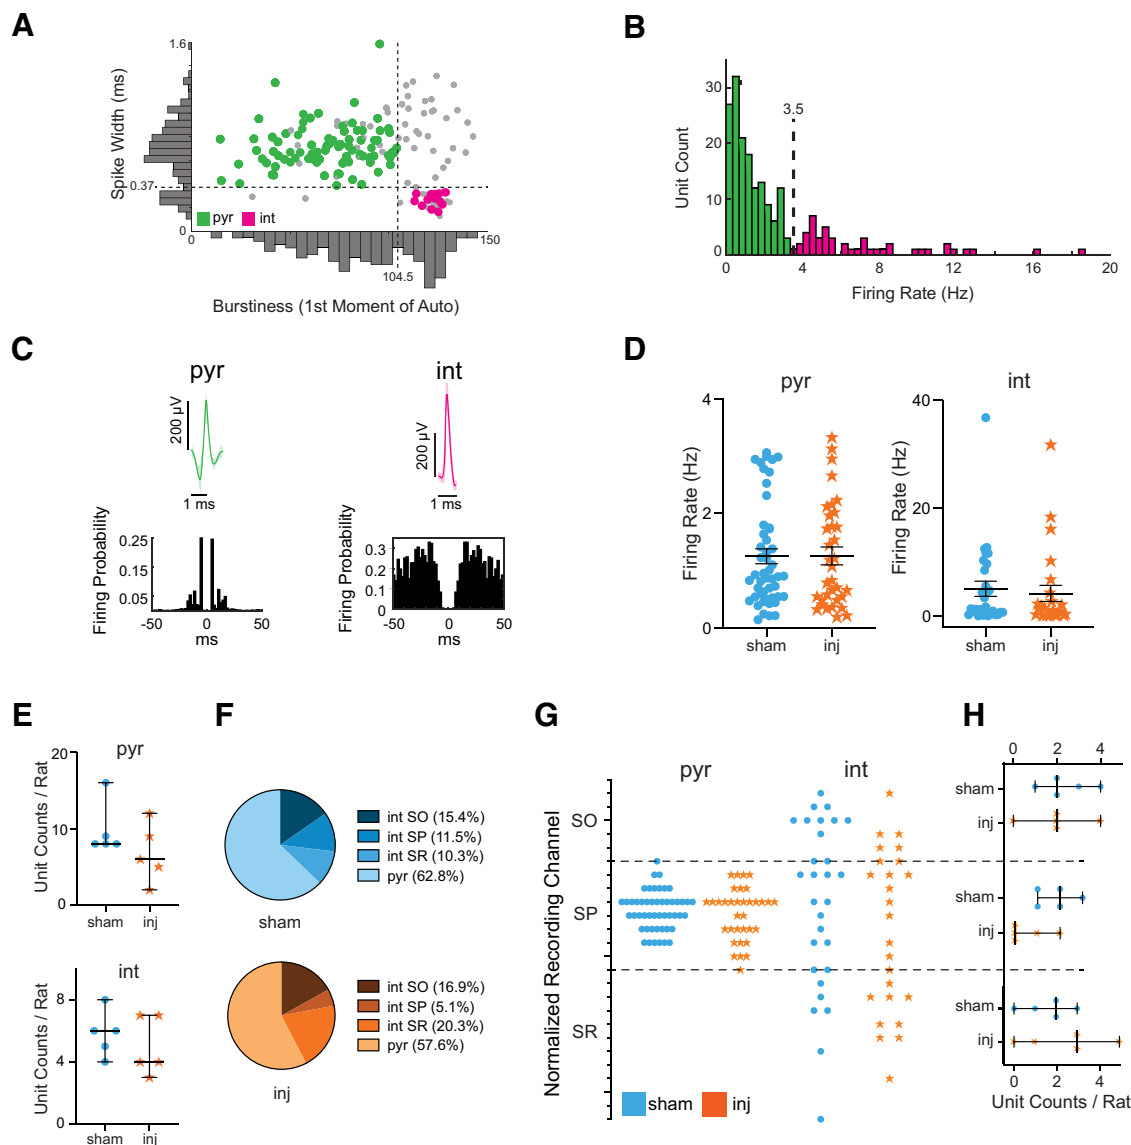 A
1.6
Spike Width (ms)
0.37
pyr
int
0
0
150
104.5
Burstiness (1st Moment of Auto)
B
30
20
10
0
Unit Count
3.5
0
4
8
12
16
20
Firing Rate (Hz)
C
pyr
int
200 µV
1 ms
200 µV
1 ms
Firing Probability
0.25
0.15
0.05
-50
0
50
ms
Firing Probability
0.3
0.2
0.1
0
-50
0
50
ms
D
pyr
4
2
0
Firing Rate (Hz)
sham
inj
int
40
20
0
Firing Rate (Hz)
sham
inj
E
pyr
20
10
0
Unit Counts / Rat
sham
inj
int
8
4
0
Unit Counts / Rat
sham
inj
F
int SO (15.4%)
int SP (11.5%)
int SR (10.3%)
pyr (62.8%)
sham
int SO (16.9%)
int SP (5.1%)
int SR (20.3%)
pyr (57.6%)
inj
G
pyr
int
Normalized Recording Channel
SO
SP
SR
sham
inj
H
0
2
4
sham
inj
sham
inj
sham
inj
0
2
4
Unit Counts / Rat